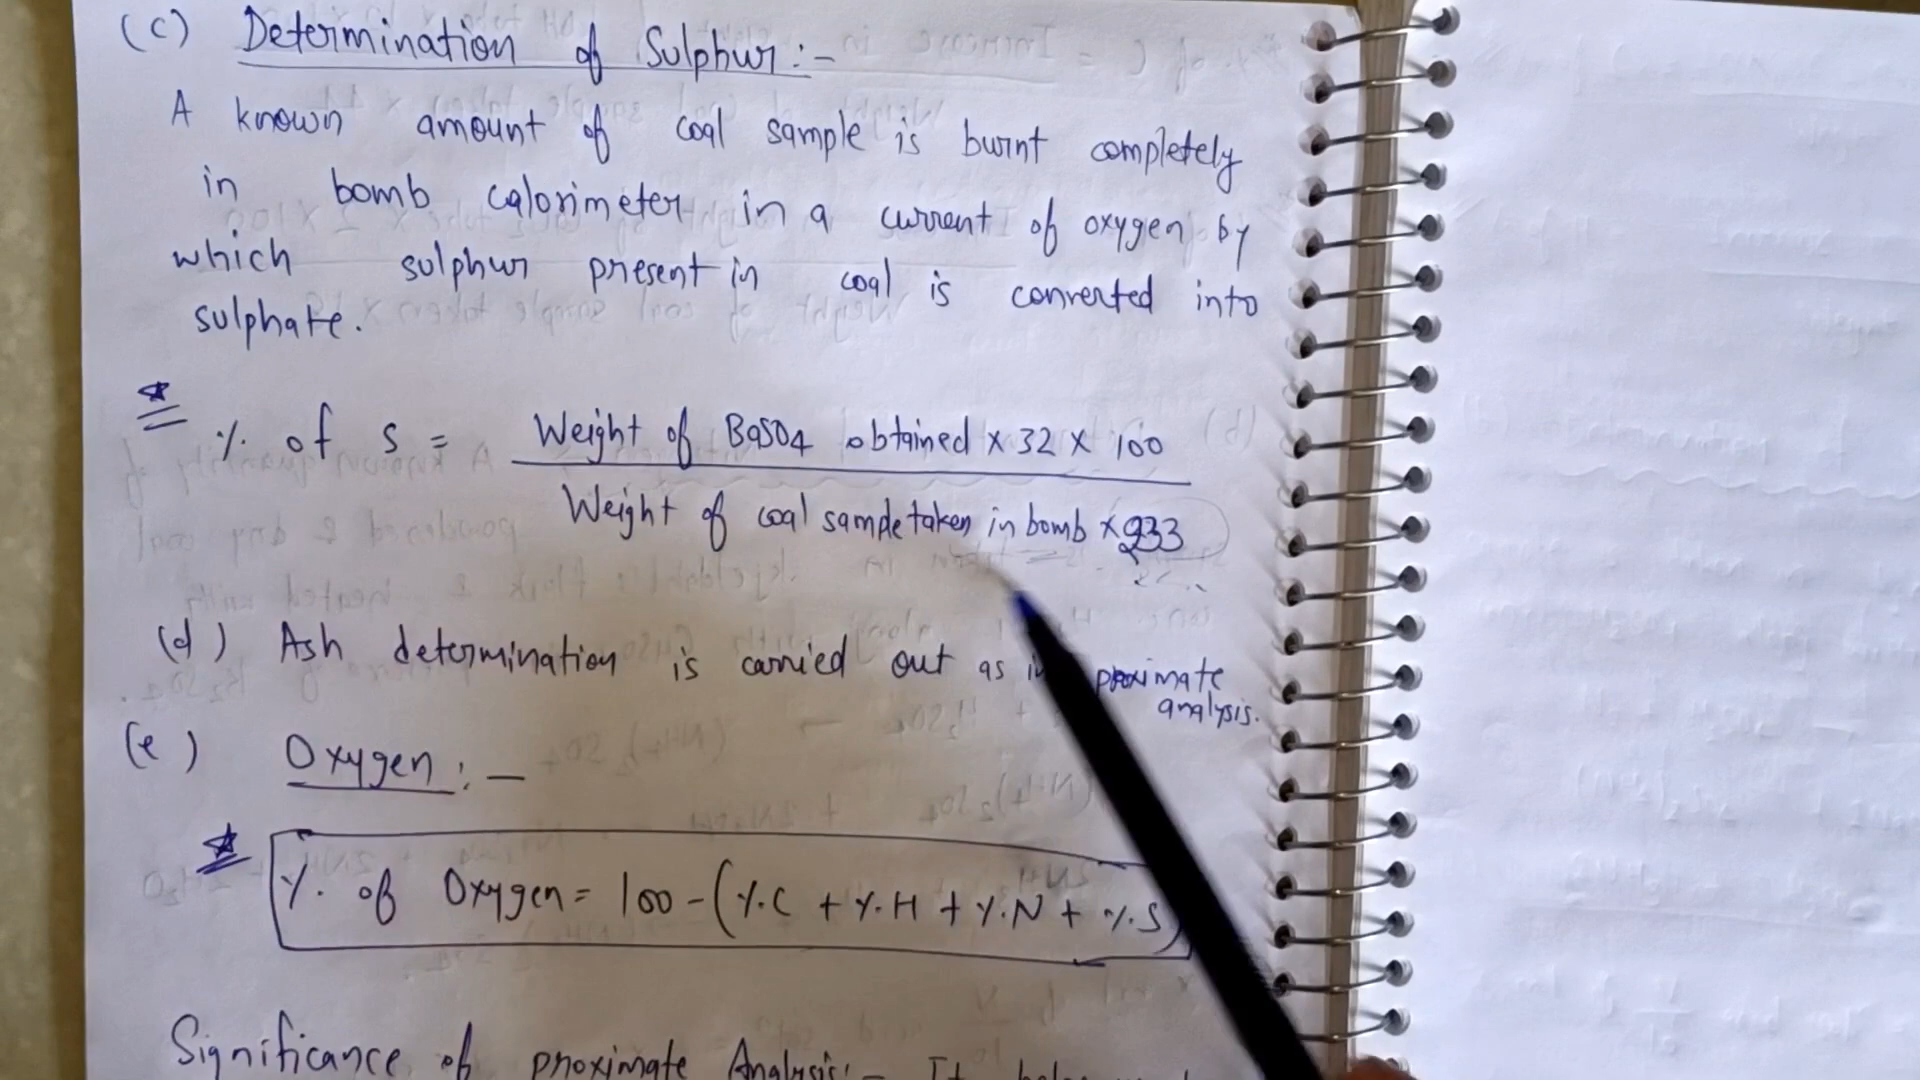 (c) Determination of Sulphur:-
A known amount of coal sample is burnt completely
in bomb calorimeter in a current of oxygen by
which sulphur present in coal is converted into
sulphate.
% of S = Weight of BaSO4 obtained x 32 x 100
Weight of coal sample taken in bomb x 233
(d) Ash determination is carried out as in proximate
analysis.
(e) Oxygen:-
% of Oxygen = 100 - (%.C + %.H + %.N + %.S)
Significance of proximate Analysis:- It helps